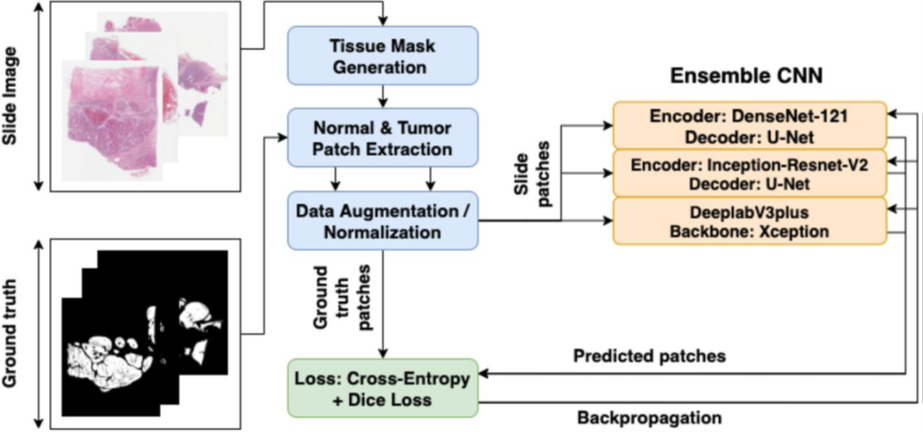 Slide Image
Tissue Mask
Generation
Normal & Tumor
Patch Extraction
Data Augmentation /
Normalization
Slide
patches
Ensemble CNN
Encoder: DenseNet-121
Decoder: U-Net
Encoder: Inception-Resnet-V2
Decoder: U-Net
DeeplabV3plus
Backbone: Xception
Ground truth
Ground
truth
patches
Loss: Cross-Entropy
+ Dice Loss
Predicted patches
Backpropagation